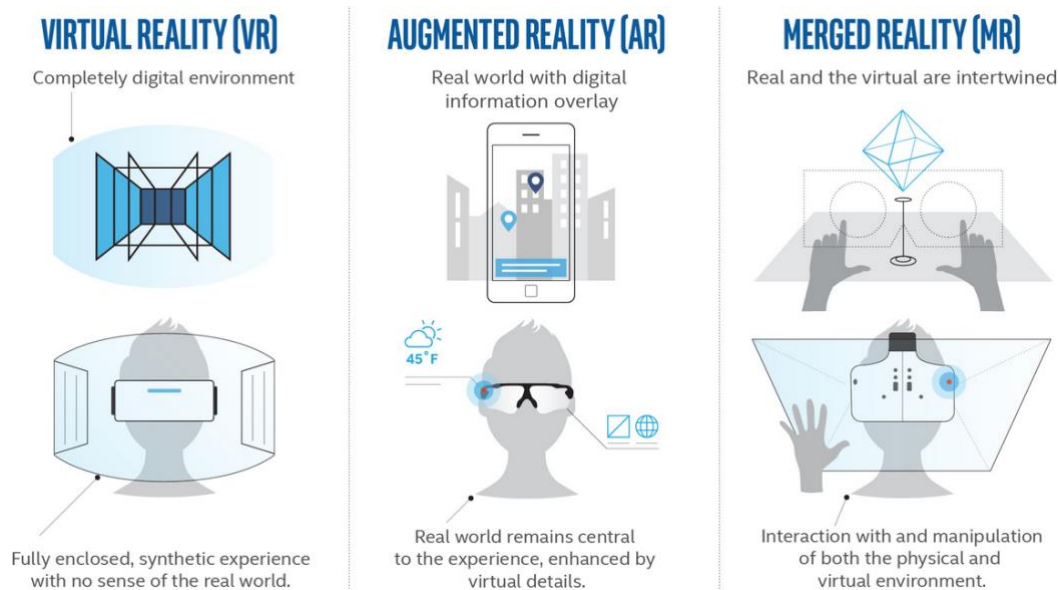 VIRTUAL REALITY (VR)
Completely digital environment
Fully enclosed, synthetic experience
with no sense of the real world.
AUGMENTED REALITY (AR)
Real world with digital
information overlay
45°F
Real world remains central
to the experience, enhanced by
virtual details.
MERGED REALITY (MR)
Real and the virtual are intertwined
Interaction with and manipulation
of both the physical and
virtual environment.